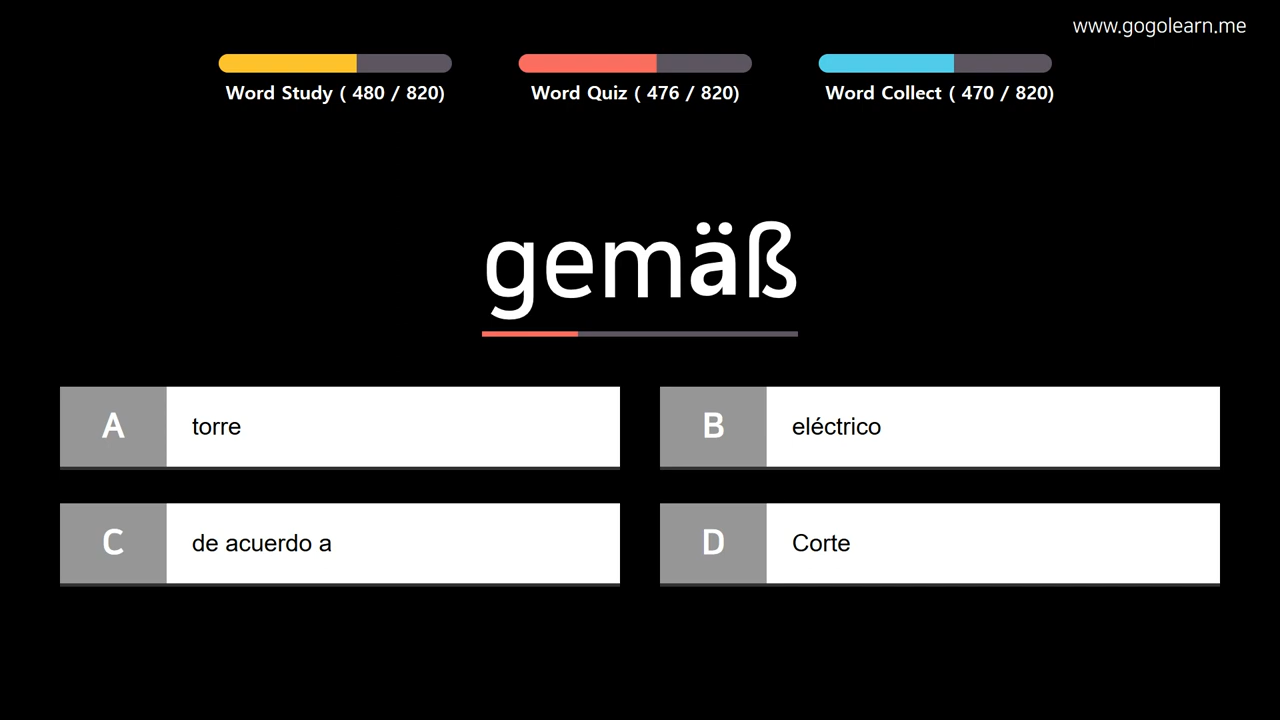 www.gogolearn.me
Word Study ( 480 / 820)
Word Quiz ( 476 / 820)
Word Collect ( 470 / 820)
gemäß
A torre
B eléctrico
C de acuerdo a
D Corte